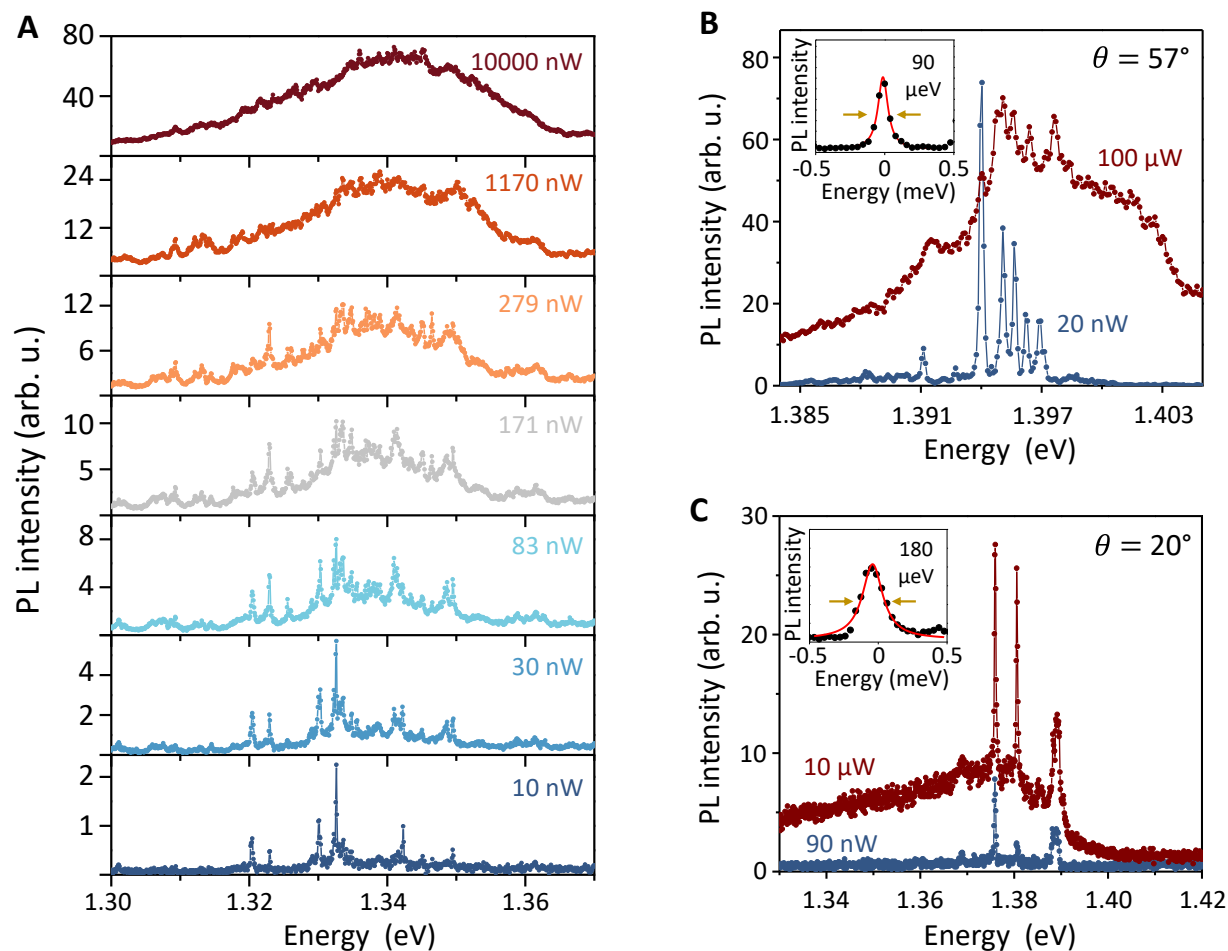 A
PL intensity (arb. u.)
80
40
10000 nW
24
12
1170 nW
12
6
279 nW
10
5
171 nW
8
4
83 nW
4
2
30 nW
2
1
10 nW
1.30 1.32 1.34 1.36
Energy (eV)
B
θ = 57°
PL intensity (arb. u.)
80
60
40
20
0
100 µW
20 nW
1.385 1.391 1.397 1.403
Energy (eV)
PL intensity
90
µeV
-0.5 0 0.5
Energy (meV)
C
θ = 20°
PL intensity (arb. u.)
30
20
10
0
10 µW
90 nW
1.34 1.36 1.38 1.40 1.42
Energy (eV)
PL intensity
180
µeV
-0.5 0 0.5
Energy (meV)